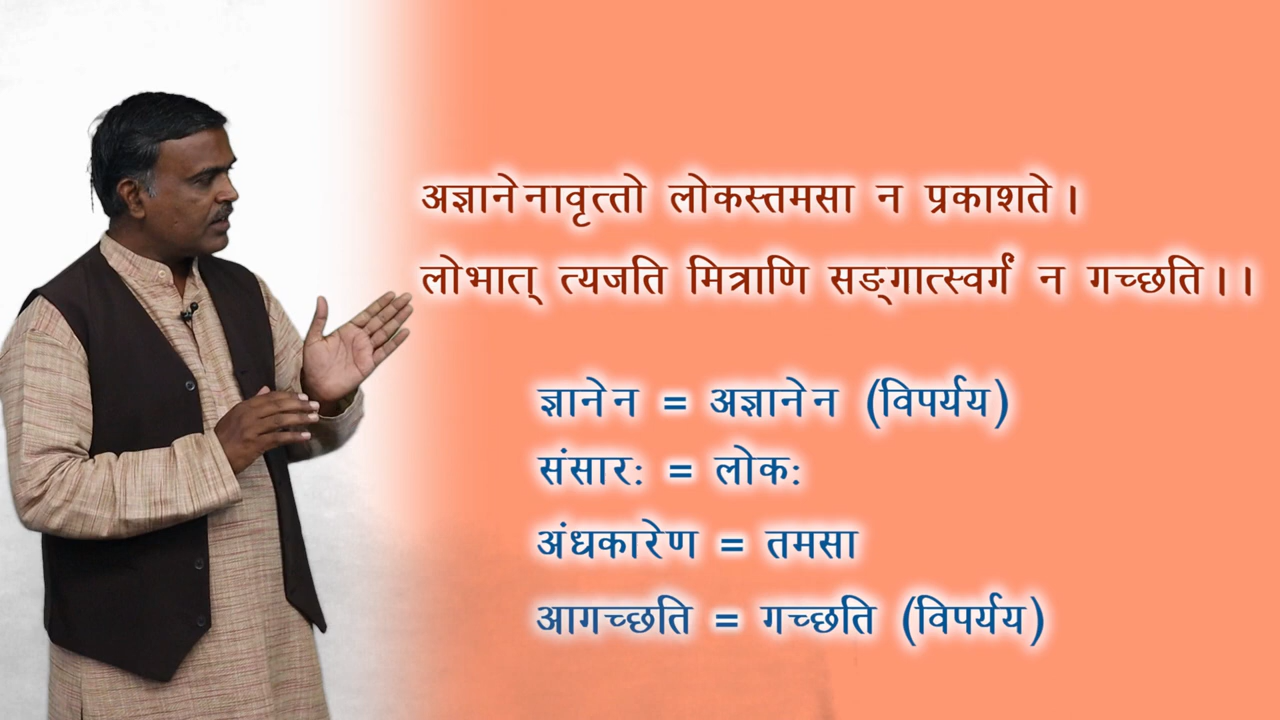 अज्ञानेनावृत्तो लोकस्तमसा न प्रकाशते।
लोभात् त्यजति मित्राणि सङ्गात्स्वर्गं न गच्छति।।
ज्ञानेन = अज्ञानेन (विपर्यय)
संसार: = लोक:
अंधकारेण = तमसा
आगच्छति = गच्छति (विपर्यय)